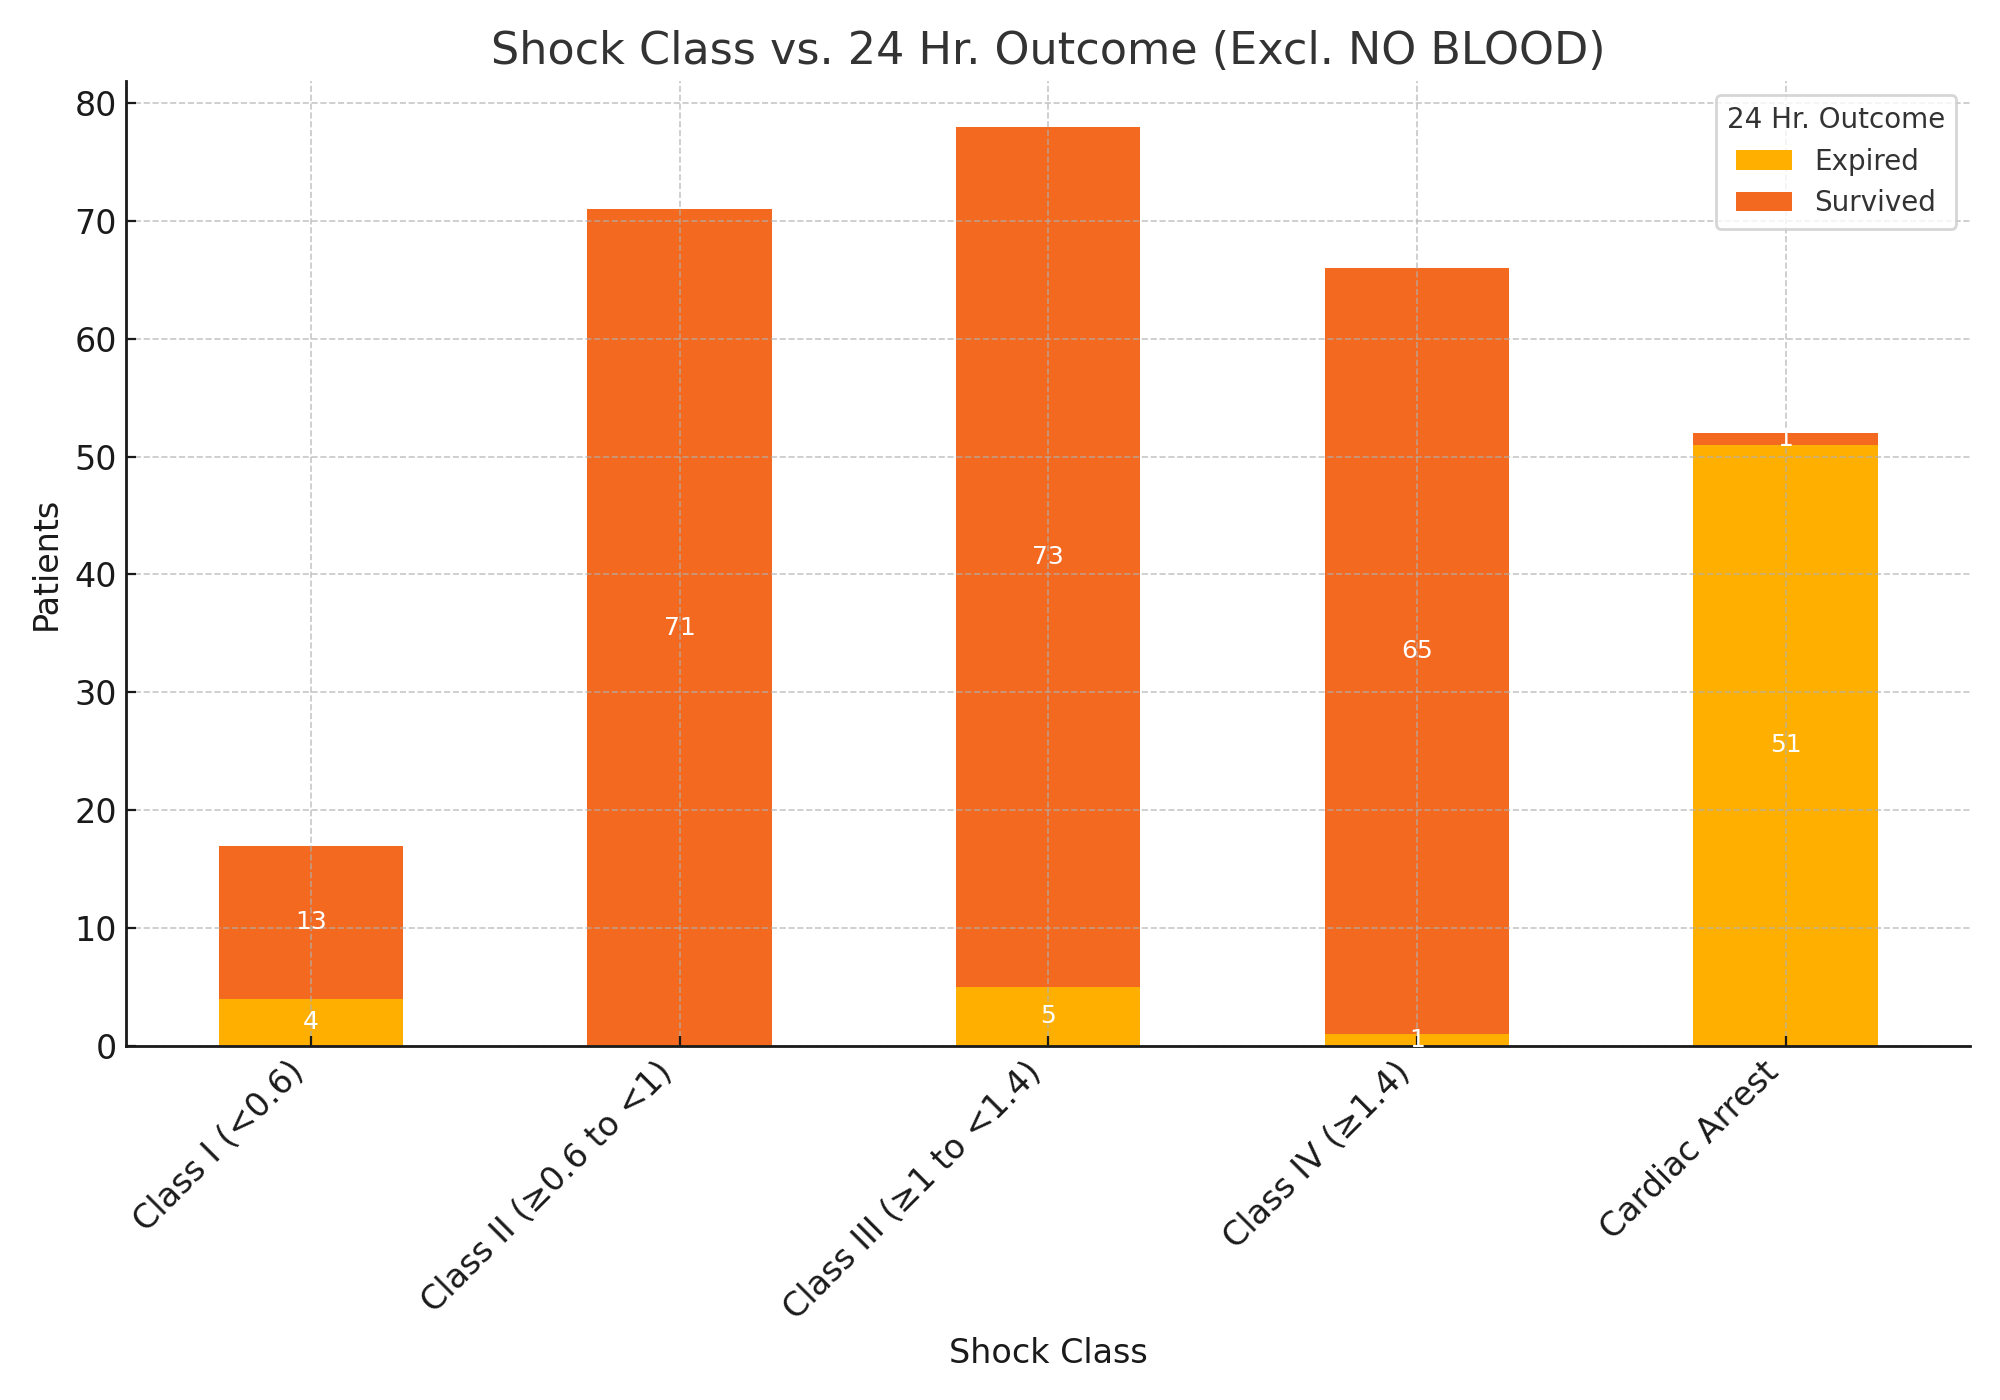 Shock Class vs. 24 Hr. Outcome (Excl. NO BLOOD)
24 Hr. Outcome
Expired
Survived
Patients
80
70
60
50
40
30
20
10
0
13
4
71
73
5
65
1
1
51
Class I (<0.6)
Class II (≥0.6 to <1)
Class III (≥1 to <1.4)
Class IV (≥1.4)
Cardiac Arrest
Shock Class